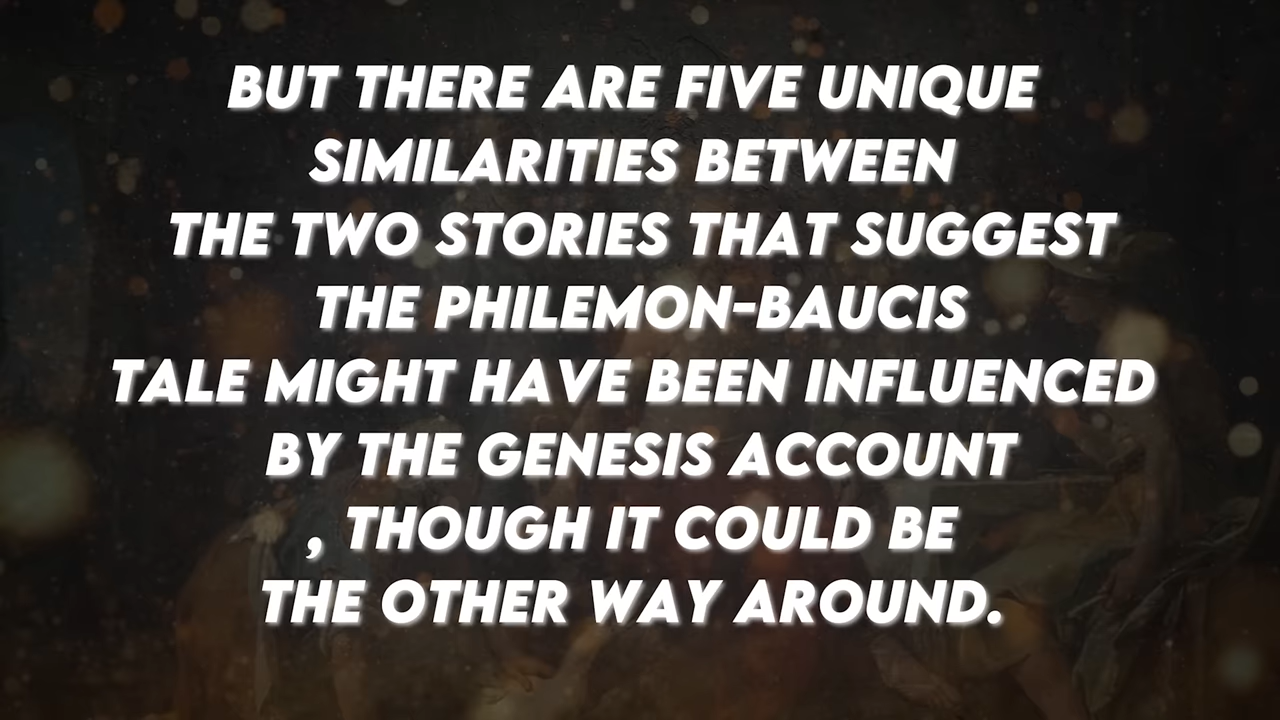 BUT THERE ARE FIVE UNIQUE
SIMILARITIES BETWEEN
THE TWO STORIES THAT SUGGEST
THE PHILEMON-BAUCIS
TALE MIGHT HAVE BEEN INFLUENCED
BY THE GENESIS ACCOUNT
, THOUGH IT COULD BE
THE OTHER WAY AROUND.